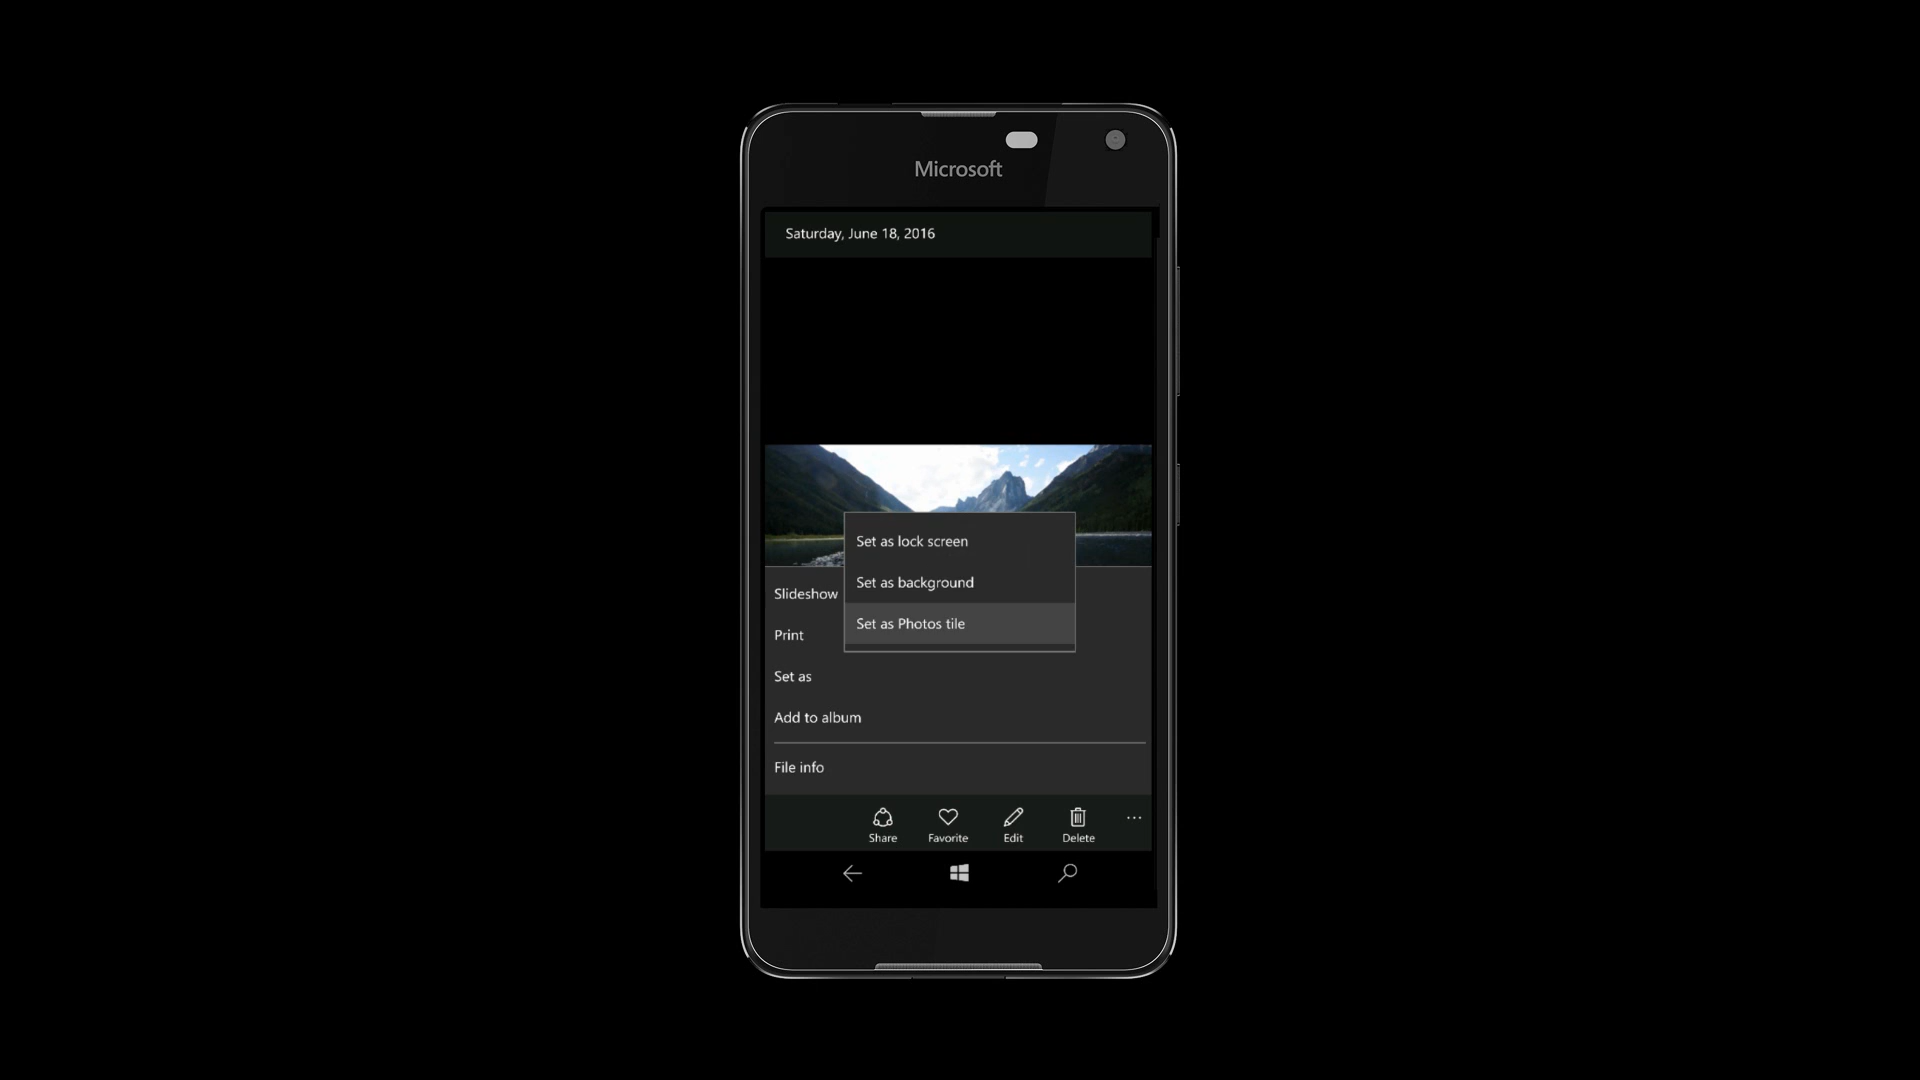 Microsoft
Saturday, June 18, 2016
Set as lock screen
Set as background
Set as Photos tile
Slideshow
Print
Set as
Add to album
File info
Share Favorite Edit Delete